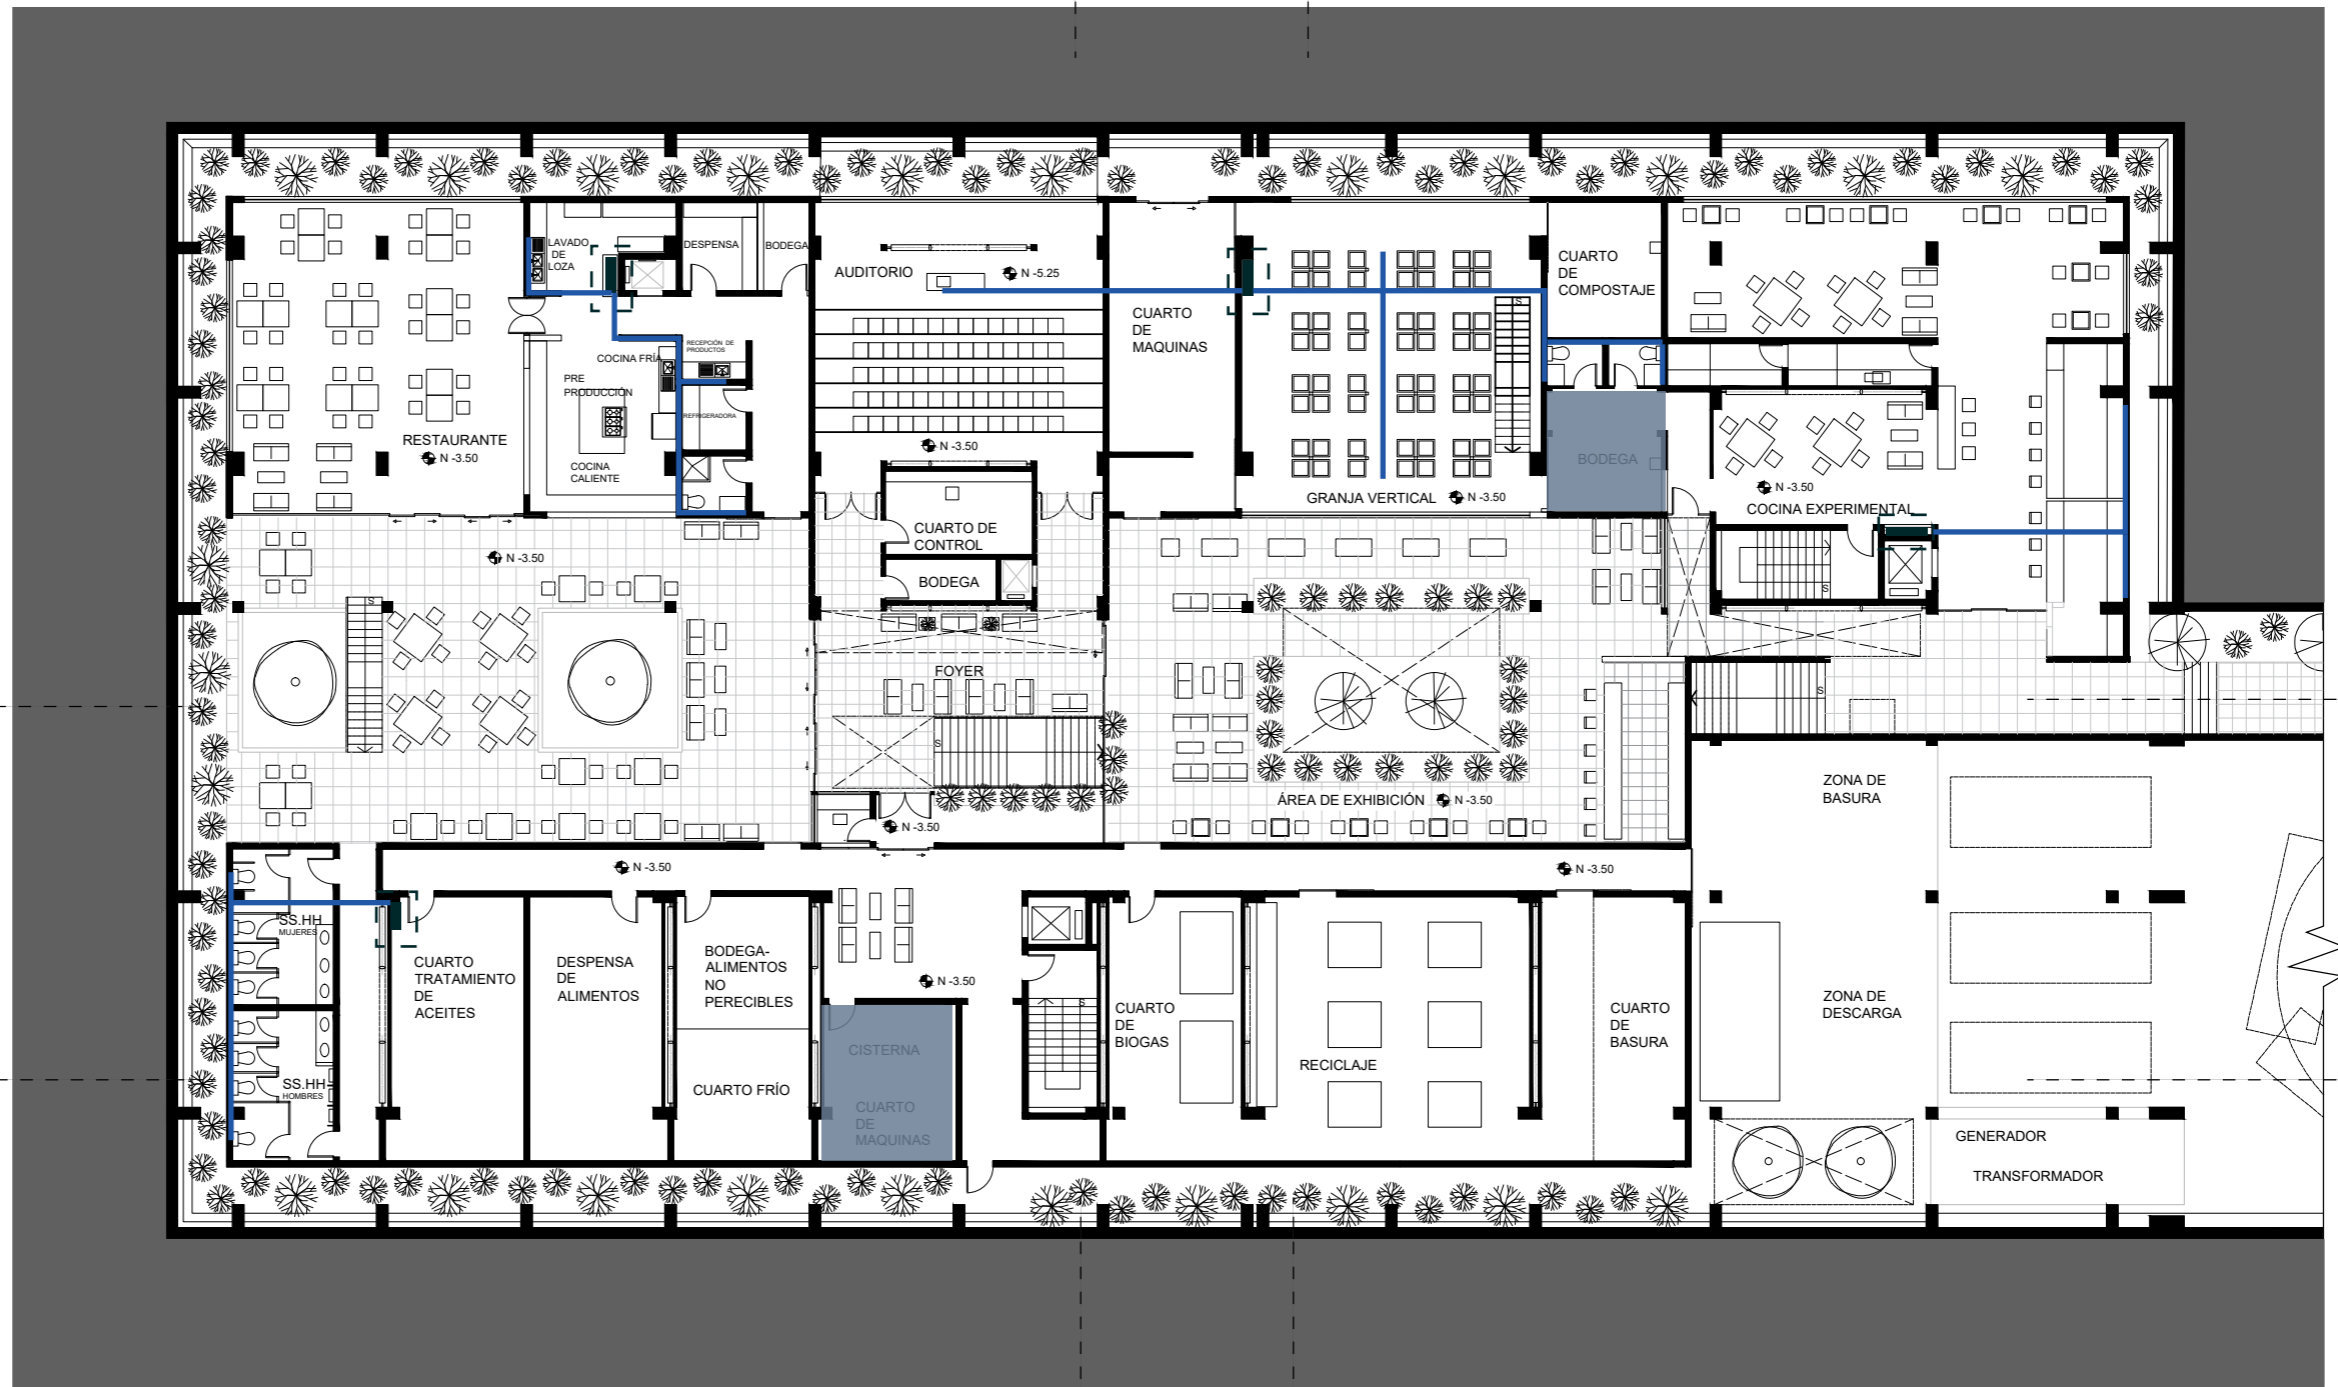 LAVADO
DE
LOZA
DESPENSA
BODEGA
AUDITORIO
N -5.25
CUARTO
DE
MAQUINAS
S
CUARTO
DE
COMPOSTAJE
RECEPCIÓN DE
PRODUCTOS
COCINA FRÍA
PRE
PRODUCCIÓN
REFRIGERADORA
RESTAURANTE
N -3.50
COCINA
CALIENTE
N -3.50
GRANJA VERTICAL
N -3.50
BODEGA
N -3.50
COCINA EXPERIMENTAL
CUARTO DE
CONTROL
N -3.50
BODEGA
S
S
FOYER
S
S
ÁREA DE EXHIBICIÓN
N -3.50
N -3.50
ZONA DE
BASURA
N -3.50
N -3.50
SS.HH
MUJERES
CUARTO
TRATAMIENTO
DE
ACEITES
DESPENSA
DE
ALIMENTOS
BODEGA-
ALIMENTOS
NO
PERECIBLES
N -3.50
S
CUARTO
DE
BIOGAS
CUARTO
DE
BASURA
ZONA DE
DESCARGA
CISTERNA
RECICLAJE
SS.HH
HOMBRES
CUARTO FRÍO
CUARTO
DE
MAQUINAS
GENERADOR
TRANSFORMADOR